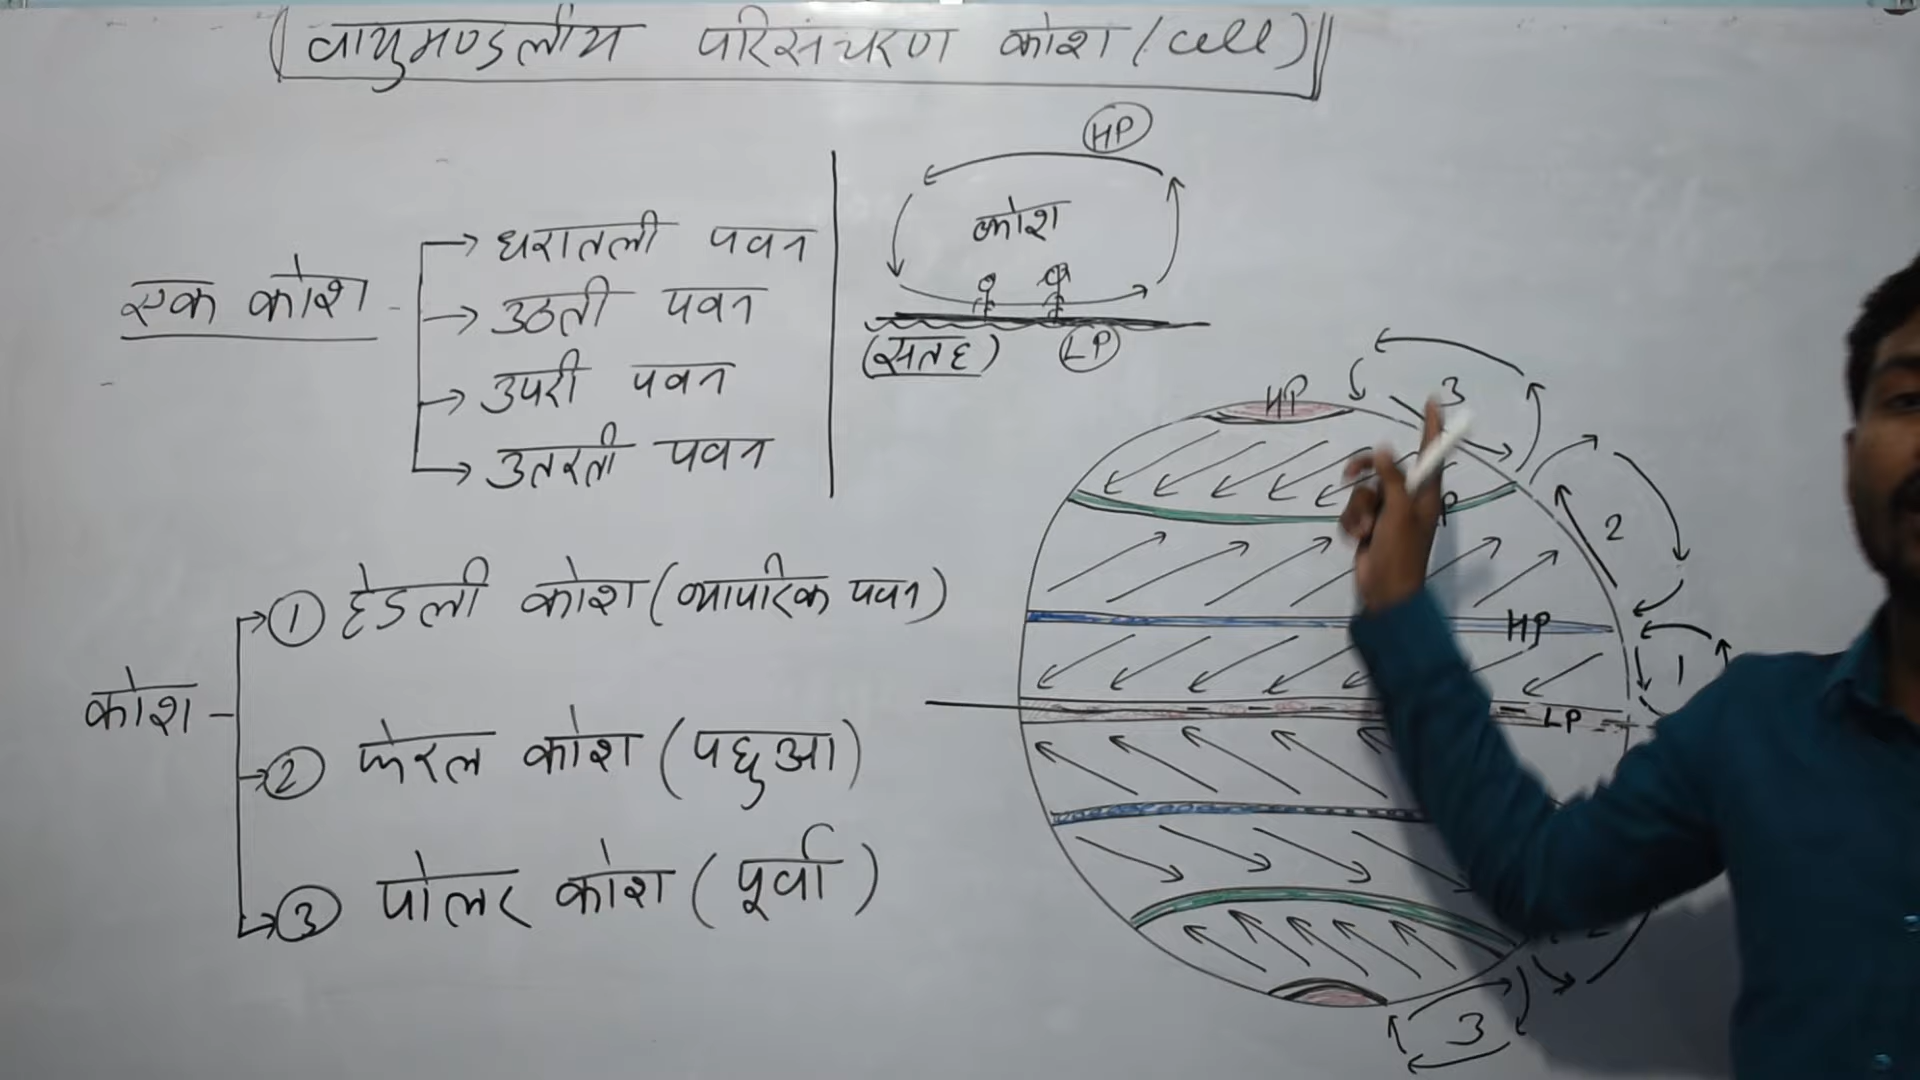 वायुमण्डलीय परिसंचरण कोश / cell
एक कोश
धरातली पवन
उठती पवन
उपरी पवन
उतरती पवन
HP
कोश
(सतह)
LP
कोश
① हेडली कोश (व्यापारिक पवन)
② फेरल कोश (पछुआ)
③ पोलर कोश (पूर्वा)
HP
3
P
2
HP
1
LP
3